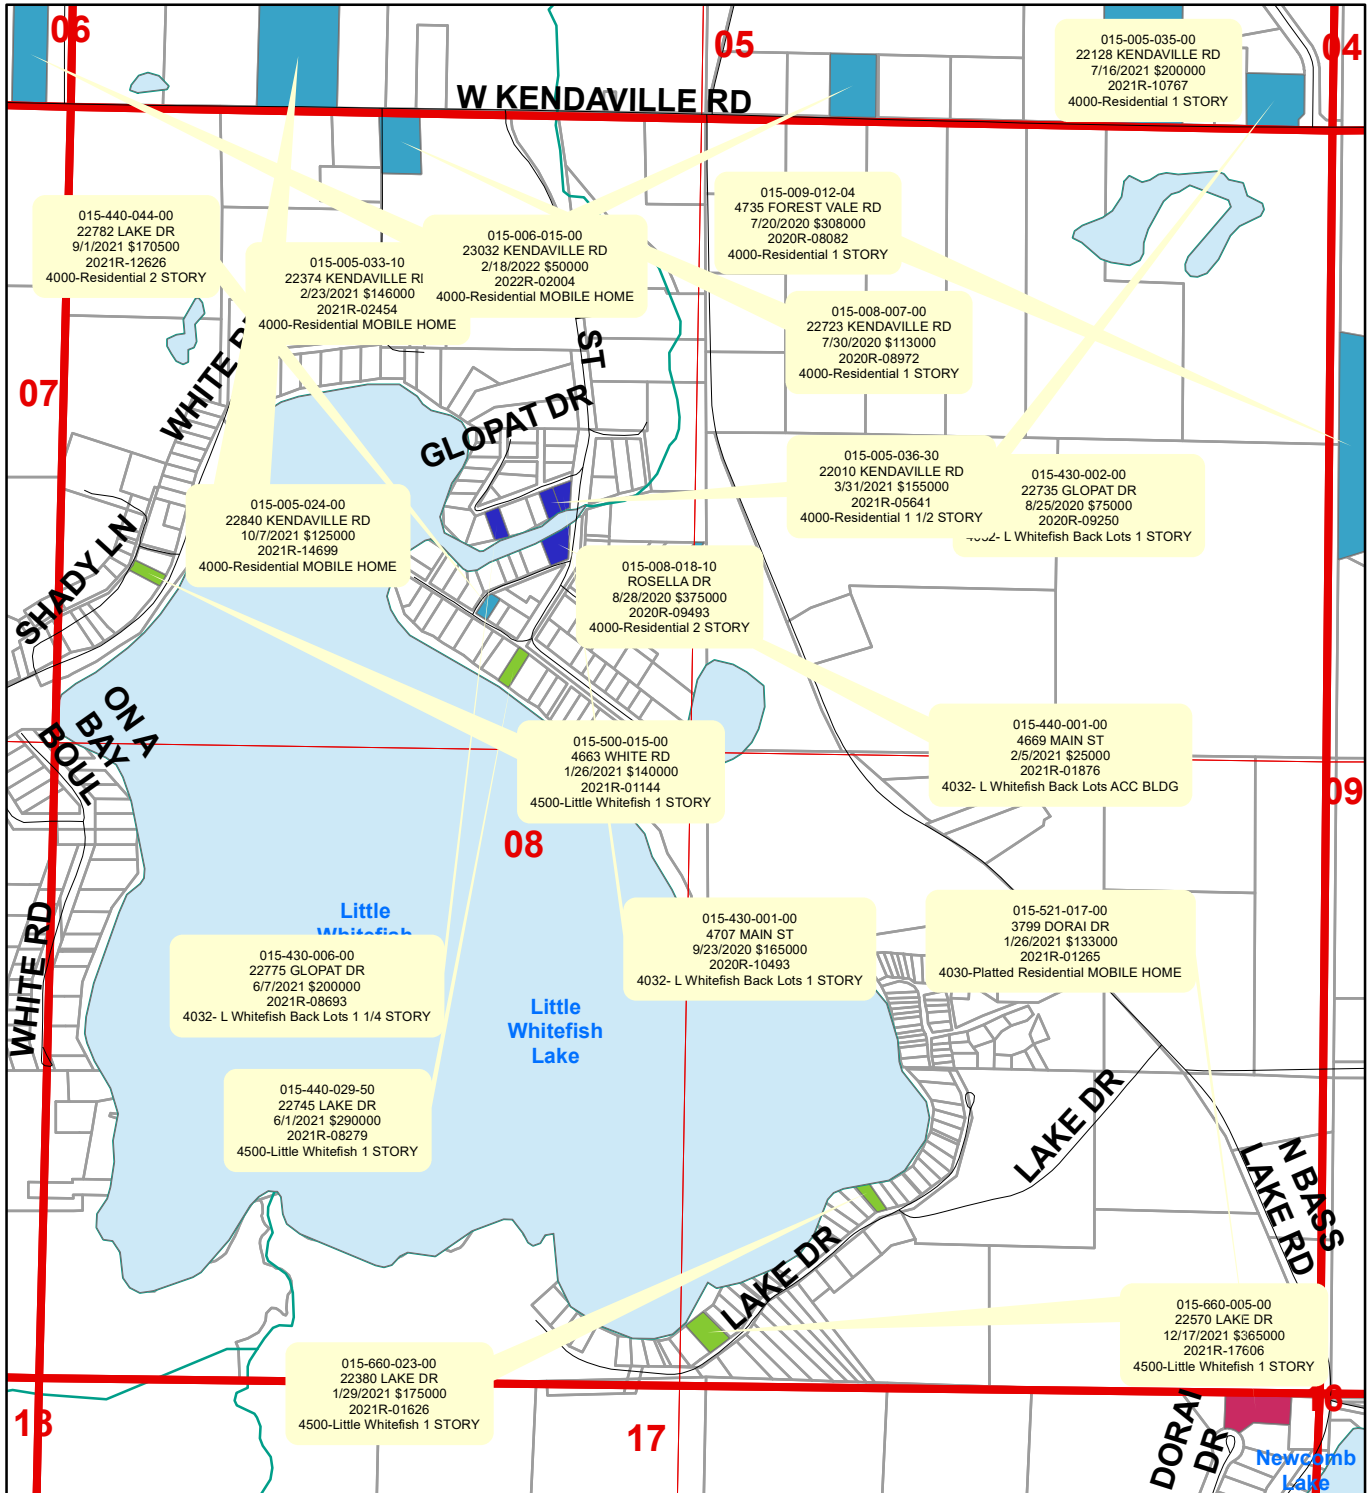 06
05
04
W KENDAVILLE RD
015-005-035-00
22128 KENDAVILLE RD
7/16/2021 $200000
2021R-10767
4000-Residential 1 STORY
015-009-012-04
4735 FOREST VALE RD
7/20/2020 $308000
2020R-08082
4000-Residential 1 STORY
015-440-044-00
22782 LAKE DR
9/1/2021 $170500
2021R-12626
4000-Residential 2 STORY
015-005-033-10
22374 KENDAVILLE
2/23/2021 $146000
2021R-02454
4000-Residential MOBILE HOME
015-006-015-00
23032 KENDAVILLE RD
2/18/2022 $50000
2022R-02004
4000-Residential MOBILE HOME
015-008-007-00
22723 KENDAVILLE RD
7/30/2020 $113000
2020R-08972
4000-Residential 1 STORY
07
WHITE
ST
GLOPAT DR
015-005-036-30
22010 KENDAVILLE RD
3/31/2021 $155000
2021R-05641
4000-Residential 1 1/2 STORY
015-430-002-00
22735 GLOPAT DR
8/25/2020 $75000
2020R-09250
4032- L Whitefish Back Lots 1 STORY
015-005-024-00
22840 KENDAVILLE RD
10/7/2021 $125000
2021R-14699
4000-Residential MOBILE HOME
SHADY LN
015-008-018-10
ROSELLA DR
8/28/2020 $375000
2020R-09493
4000-Residential 2 STORY
ON A
BAY
BOUL
015-500-015-00
4663 WHITE RD
1/26/2021 $140000
2021R-01144
4500-Little Whitefish 1 STORY
015-440-001-00
4669 MAIN ST
2/5/2021 $25000
2021R-01876
4032- L Whitefish Back Lots ACC BLDG
09
08
WHITE RD
Little
Whitefish
015-430-001-00
4707 MAIN ST
9/23/2020 $165000
2020R-10493
4032- L Whitefish Back Lots 1 STORY
015-521-017-00
3799 DORAI DR
1/26/2021 $133000
2021R-01265
4030-Platted Residential MOBILE HOME
015-430-006-00
22775 GLOPAT DR
6/7/2021 $200000
2021R-08693
4032- L Whitefish Back Lots 1 1/4 STORY
Little
Whitefish
Lake
015-440-029-50
22745 LAKE DR
6/1/2021 $290000
2021R-08279
4500-Little Whitefish 1 STORY
LAKE DR
N BASS
LAKE RD
LAKE DR
015-660-005-00
22570 LAKE DR
12/17/2021 $365000
2021R-17606
4500-Little Whitefish 1 STORY
015-660-023-00
22380 LAKE DR
1/29/2021 $175000
2021R-01626
4500-Little Whitefish 1 STORY
18
17
16
DORAI
DR
Newcomb
Lake